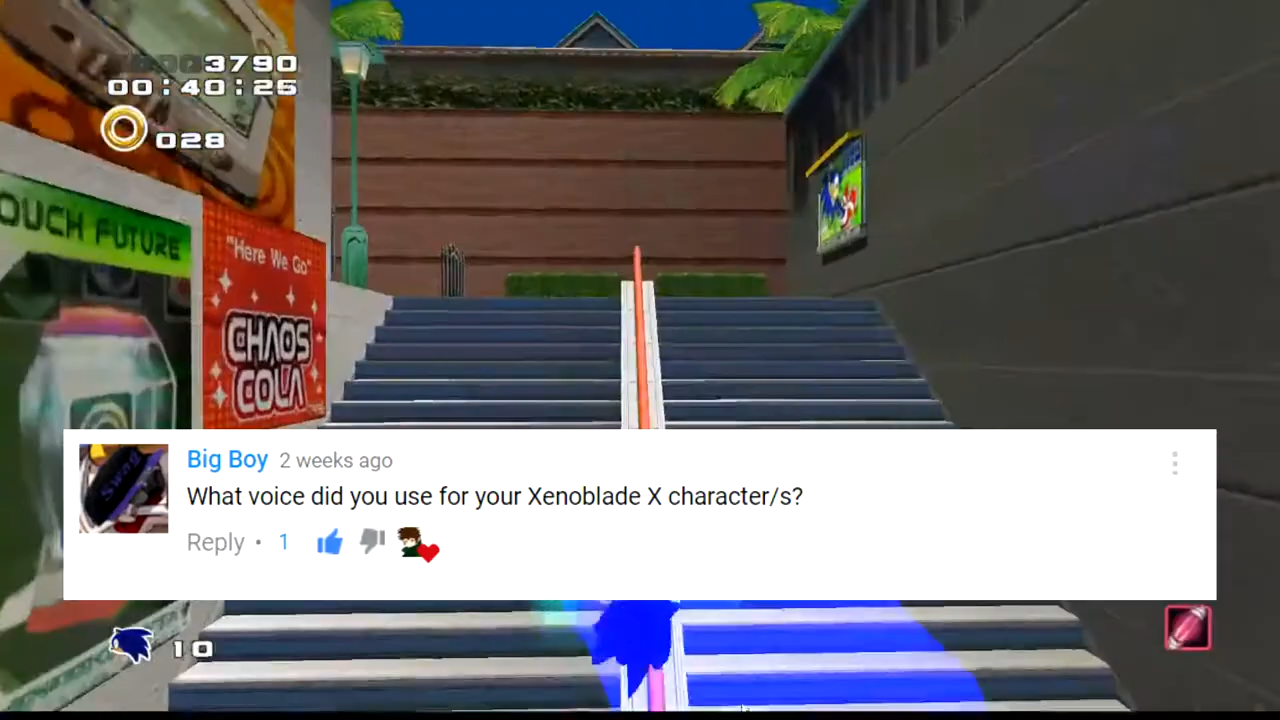 3790
00:40:25
028
OUCH FUTURE
"Here We Go"
CHAOS
COLA
Big Boy 2 weeks ago
What voice did you use for your Xenoblade X character/s?
Reply • 1
Swag
10